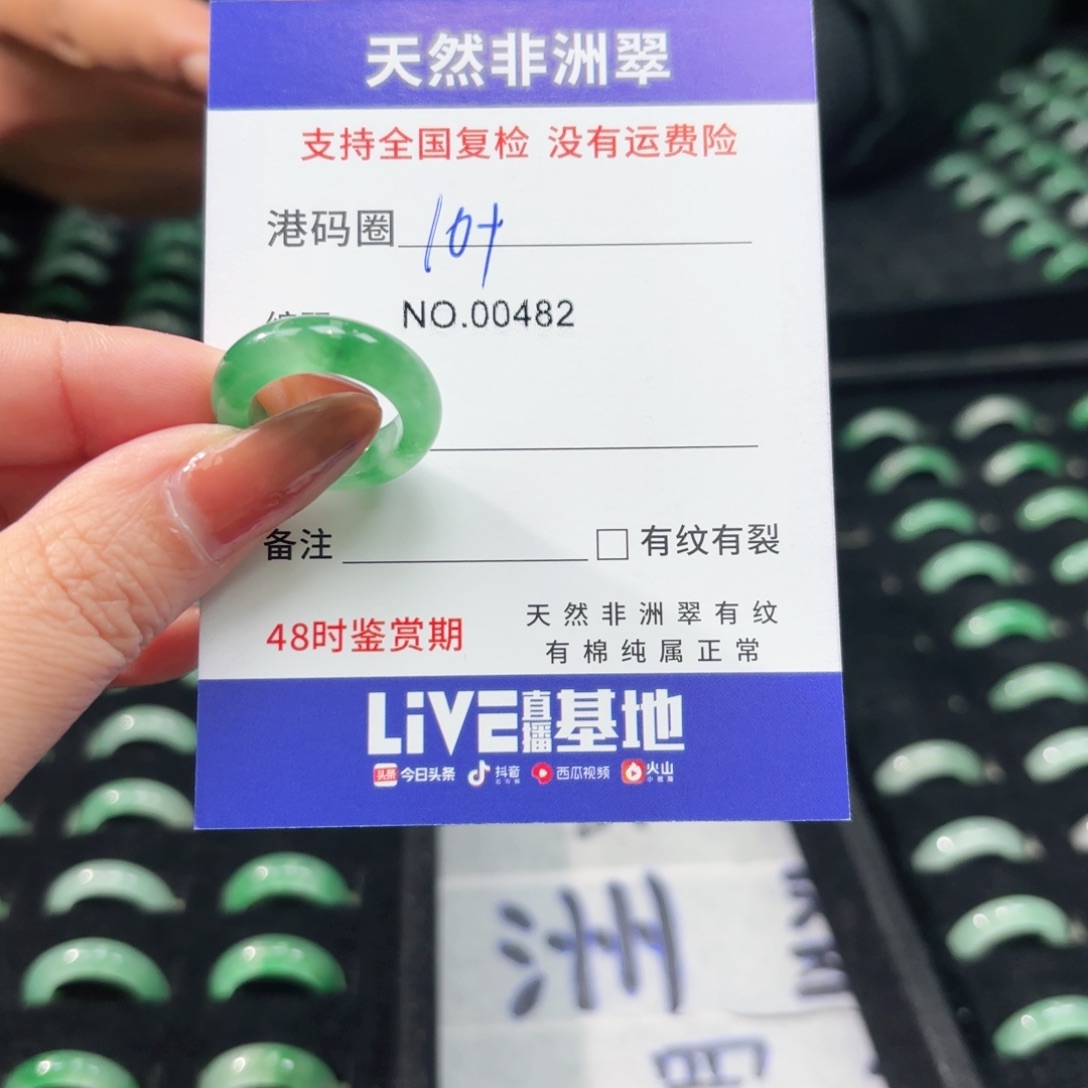 天然非洲翠
支持全国复检 没有运费险
港码圈 10+
NO.00482
备注 □ 有纹有裂
48时鉴赏期
天然非洲翠有纹
有棉纯属正常
LiVE直播基地
头条 今日头条 抖音 西瓜视频 火山
洲